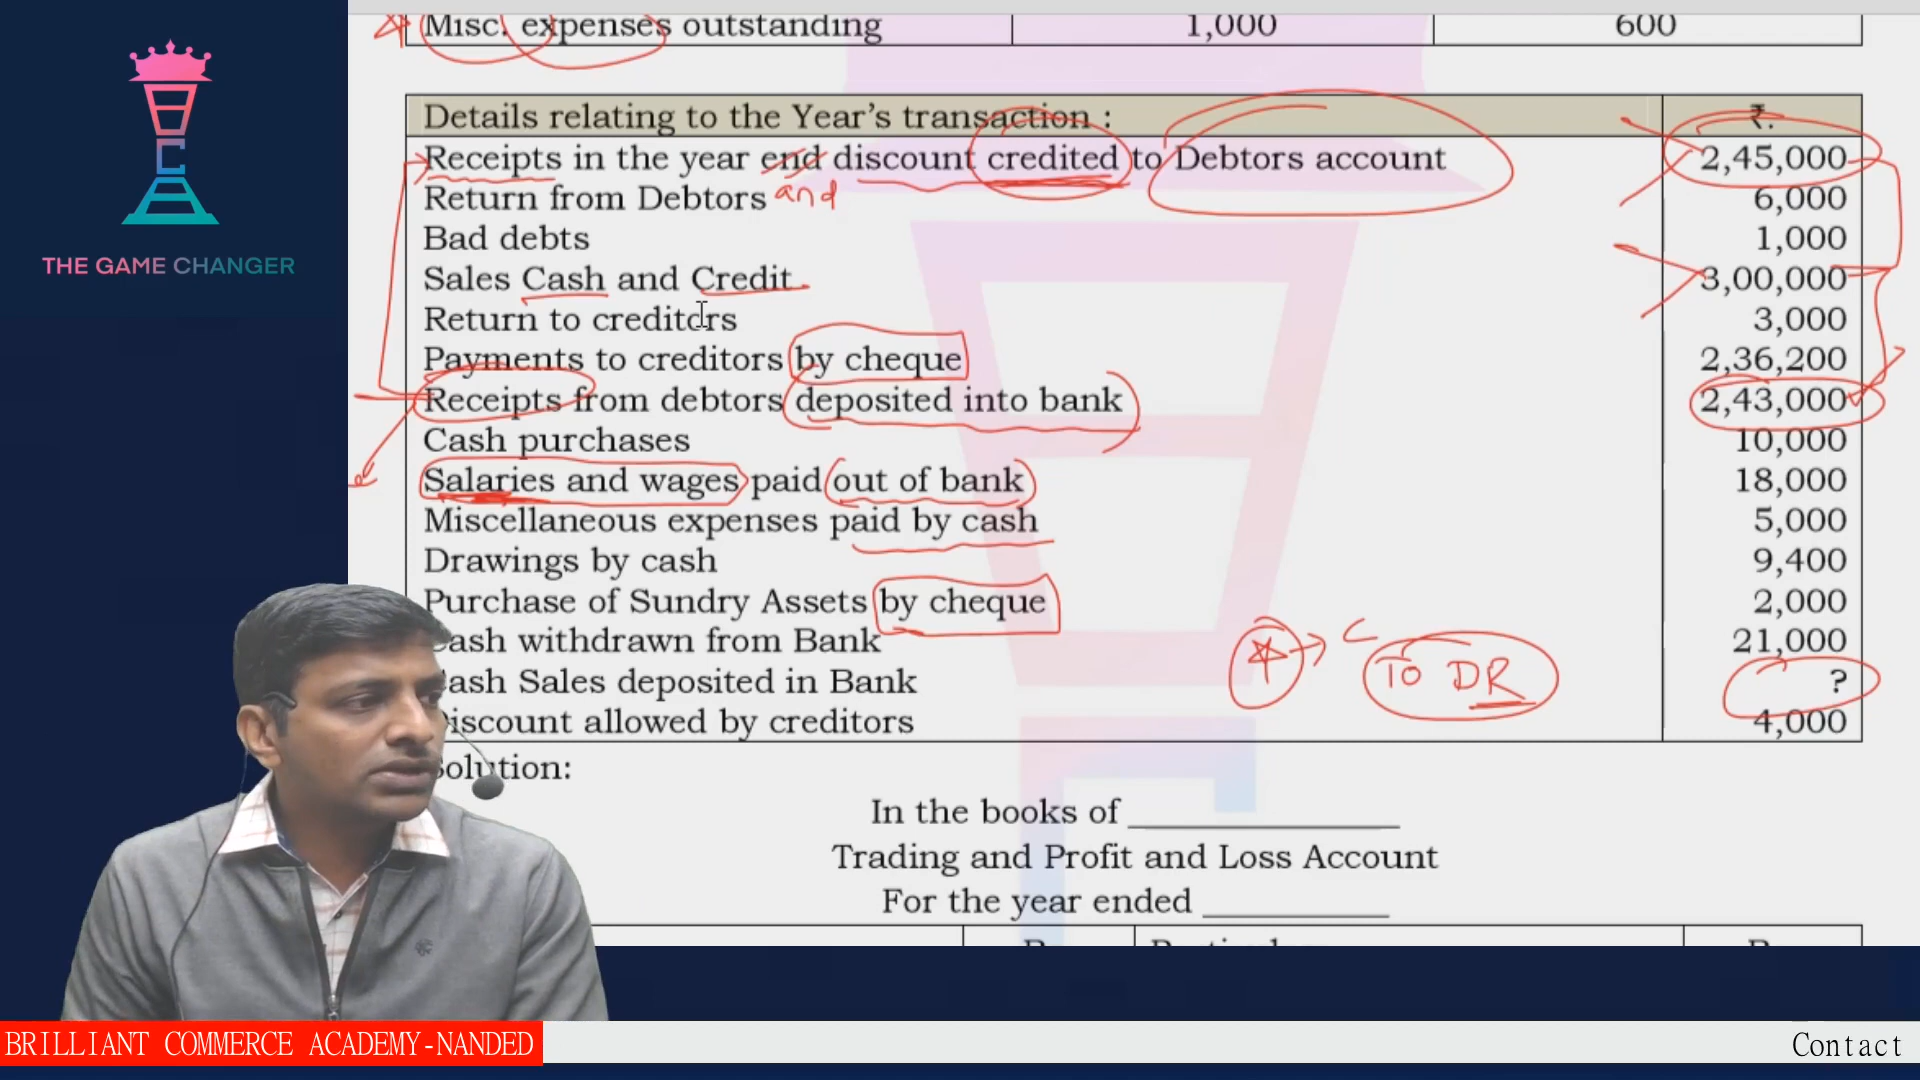 Misc. expenses outstanding 1,000 600
Details relating to the Year's transaction : ₹.
Receipts in the year end discount credited to Debtors account 2,45,000
and
Return from Debtors 6,000
Bad debts 1,000
Sales Cash and Credit 3,00,000
Return to creditors 3,000
Payments to creditors by cheque 2,36,200
Receipts from debtors deposited into bank 2,43,000
Cash purchases 10,000
Salaries and wages paid out of bank 18,000
Miscellaneous expenses paid by cash 5,000
Drawings by cash 9,400
Purchase of Sundry Assets by cheque 2,000
Cash withdrawn from Bank 21,000
Cash Sales deposited in Bank ?
TO DR
Discount allowed by creditors 4,000
Solution:
In the books of
Trading and Profit and Loss Account
For the year ended
THE GAME CHANGER
BRILLIANT COMMERCE ACADEMY-NANDED
Contact